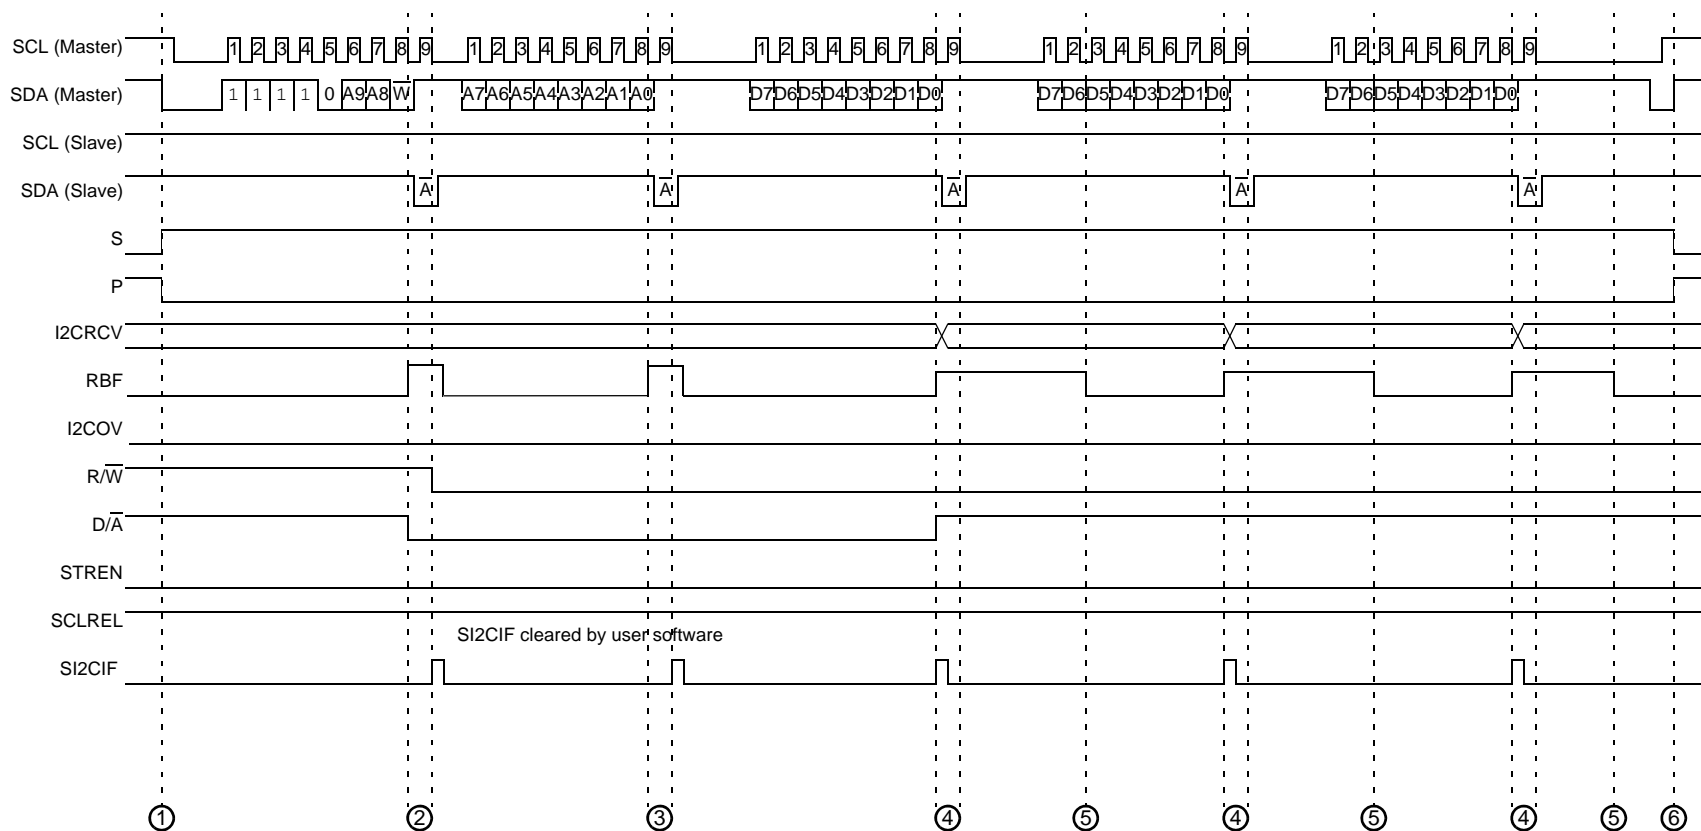 SCL (Master) 1 2 3 4 5 6 7 8 9 1 2 3 4 5 6 7 8 9 1 2 3 4 5 6 7 8 9 1 2 3 4 5 6 7 8 9 1 2 3 4 5 6 7 8 9
SDA (Master) 1 1 1 1 0 A9 A8 W̅ A7 A6 A5 A4 A3 A2 A1 A0 D7 D6 D5 D4 D3 D2 D1 D0 D7 D6 D5 D4 D3 D2 D1 D0 D7 D6 D5 D4 D3 D2 D1 D0
SCL (Slave)
SDA (Slave) A̅ A̅ A̅ A̅ A̅
S
P
I2CRCV
RBF
I2COV
R/W̅
D/A̅
STREN
SCLREL
SI2CIF cleared by user software
SI2CIF
① ② ③ ④ ⑤ ④ ⑤ ④ ⑤ ⑥